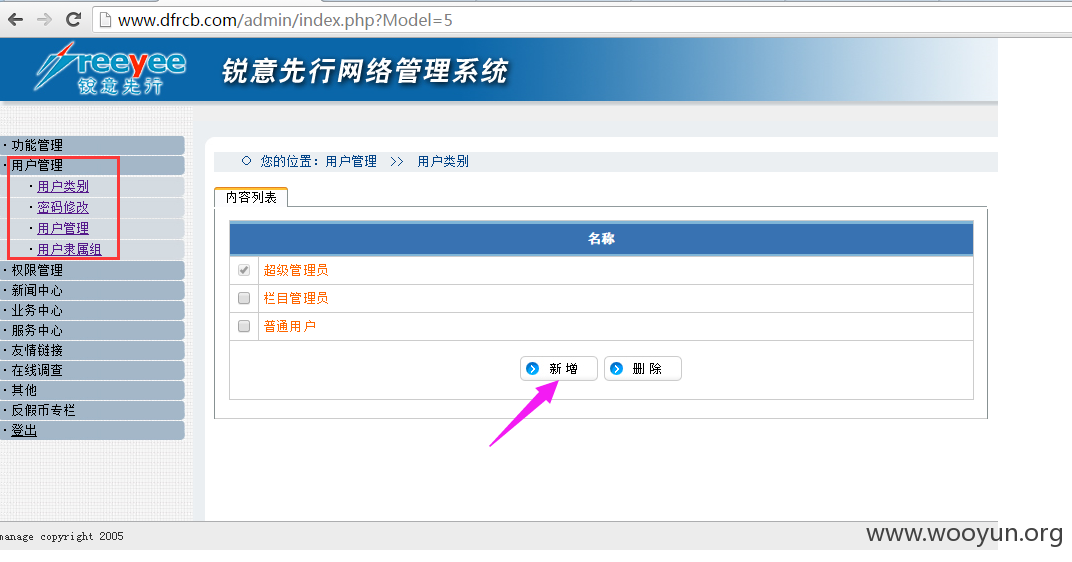 www.dfrcb.com/admin/index.php?Model=5
freeyee
锐意先行
锐意先行网络管理系统
·功能管理
·用户管理
·用户类别
·密码修改
·用户管理
·用户隶属组
·权限管理
·新闻中心
·业务中心
·服务中心
·友情链接
·在线调查
·其他
·反假币专栏
·登出
您的位置：用户管理 >> 用户类别
内容列表
名称
超级管理员
栏目管理员
普通用户
新增 删除
manage copyright 2005
www.wooyun.org